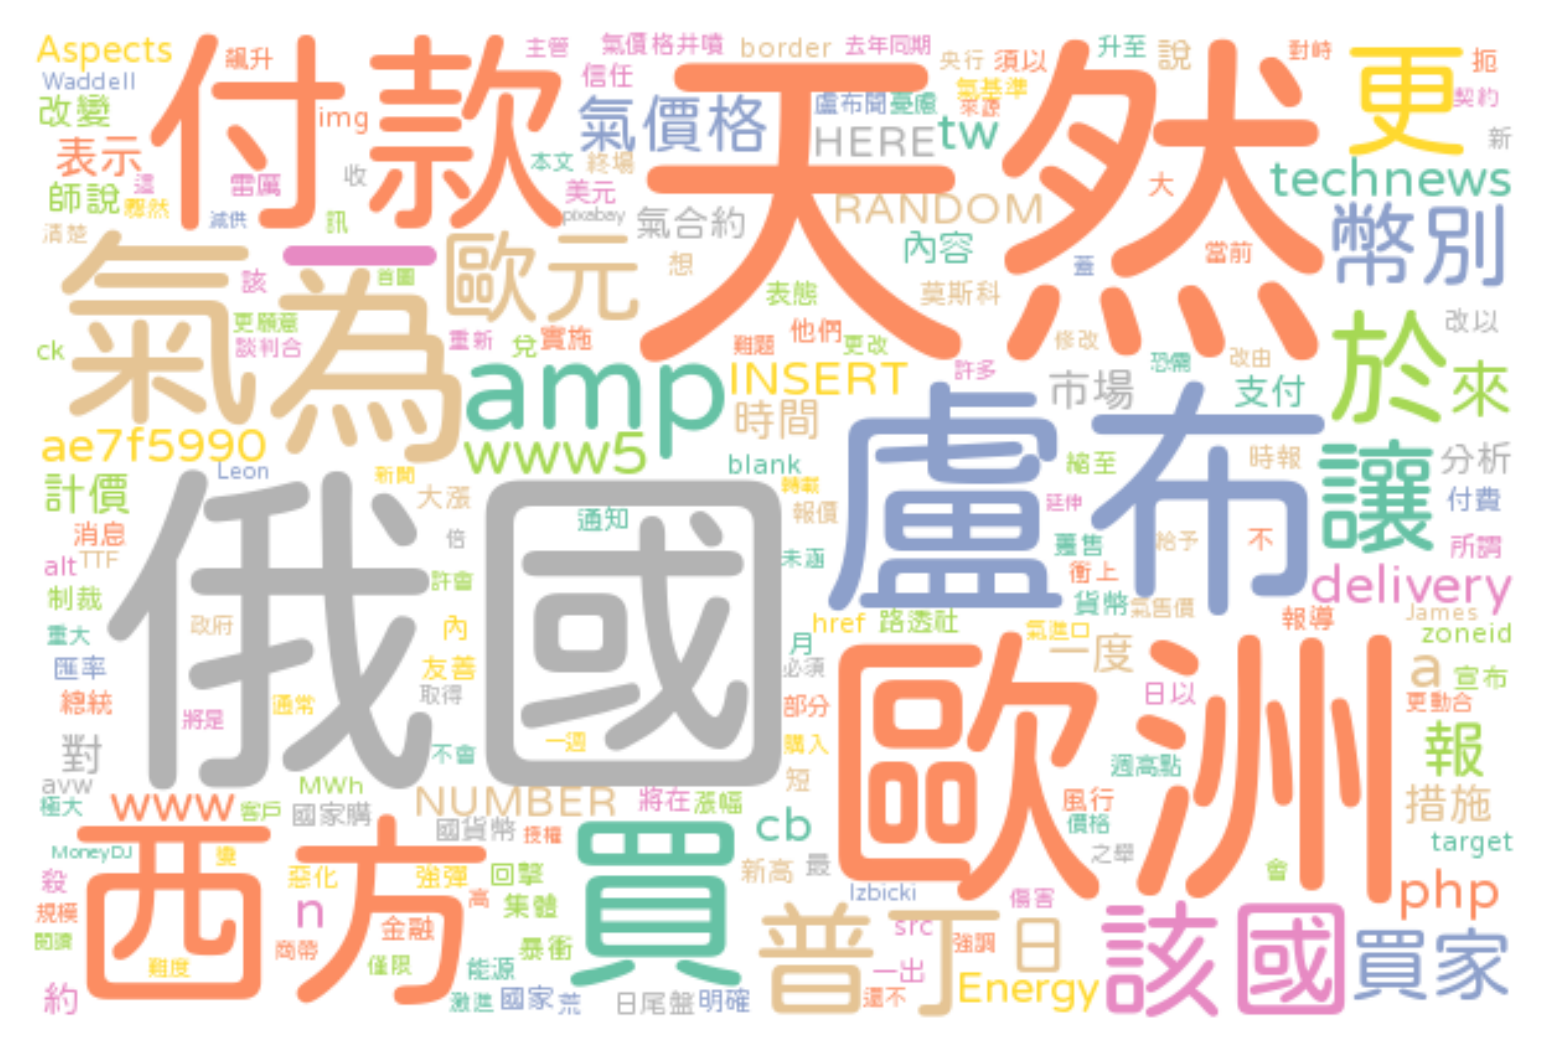 Aspects
Waddell
改變
表示
師說
這
驟然
清楚
飆升
付款
img
雷厲
收
減供
訊
主管
氣價格井噴
信任
氣價格
border
去年同期
央行
須以
升至
說
氣基準
來源
盧布聞
憂慮
HERE
tw
本文
終場
美元
pixabay
氣合約
天然
RANDOM
大
內容
想
蓋
當前
表態
莫斯科
對峙
更
扼
契約
新
technews
幣別
氣為
一
該
首圖
更願意
談判合
ck
歐元
重新
兌
實施
難題
他們
更改
修改
恐需
改由
許多
改以
於
來
amp
INSERT
時間
市場
支付
ae7f5990
www5
blank
Leon
新聞
大漲
計價
消息
alt
TTF
制裁
重大
匯率
總統
將是
政府
通常
俄國
倍
許會
內
友善
取得
不會
通知
一週
轉載
報價
未涵
盧布
縮至
時報
延伸
躉售
給予
不
衝上
貨幣
氣售價
讓
分析
付費
所謂
delivery
James
報導
zoneid
href
路透社
氣進口
一度
月
必須
部分
購入
短
歐洲
日以
週高點
a
宣布
更動合
對
報
avw
極大
www
客戶
MWh
國家購
NUMBER
國貨幣
授權
將在
漲幅
cb
風行
價格
之舉
措施
target
MoneyDJ
殺
規模
閱讀
約
西方
難度
惡化
強彈
回擊
n
高
集體
金融
商帶
僅限
暴衝
能源
激進
國家
荒
買
新高
最
日尾盤
明確
Izbicki
傷害
會
php
普丁
src
強調
日
一出
還不
Energy
該國
買家